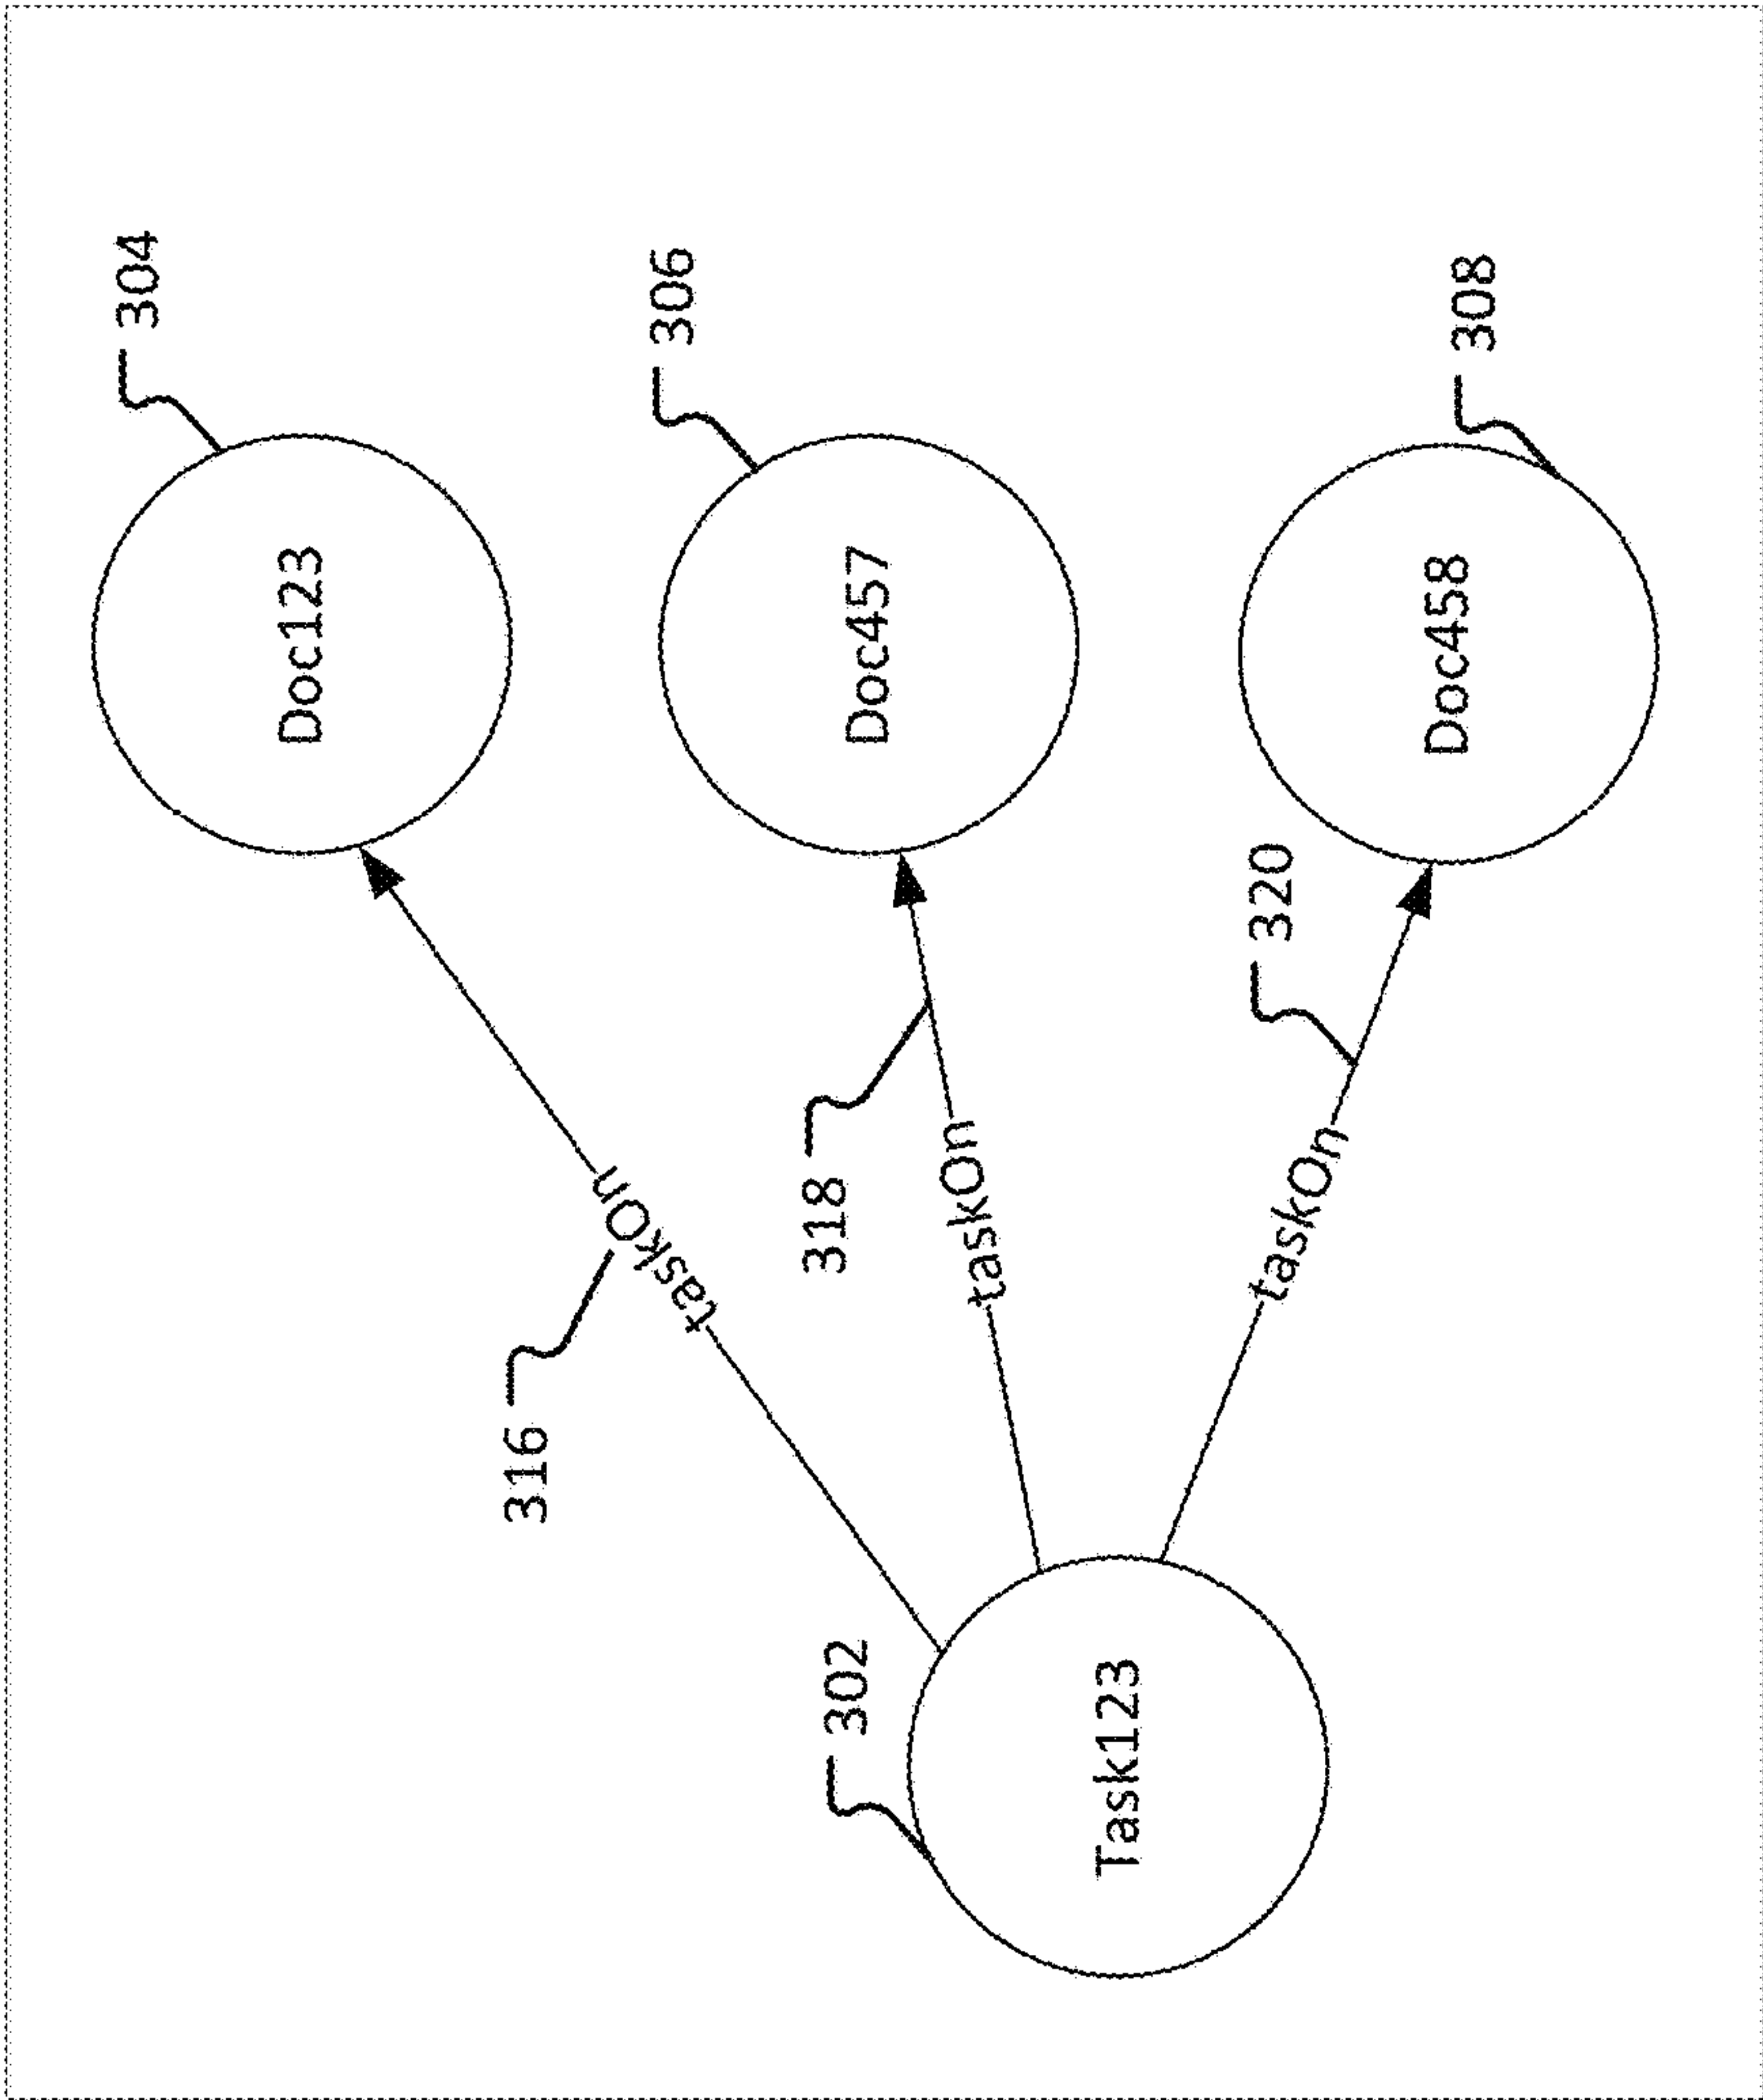 304
Doc123
316
taskOn
306
Doc457
318
taskOn
302
Task123
320
taskOn
308
Doc458